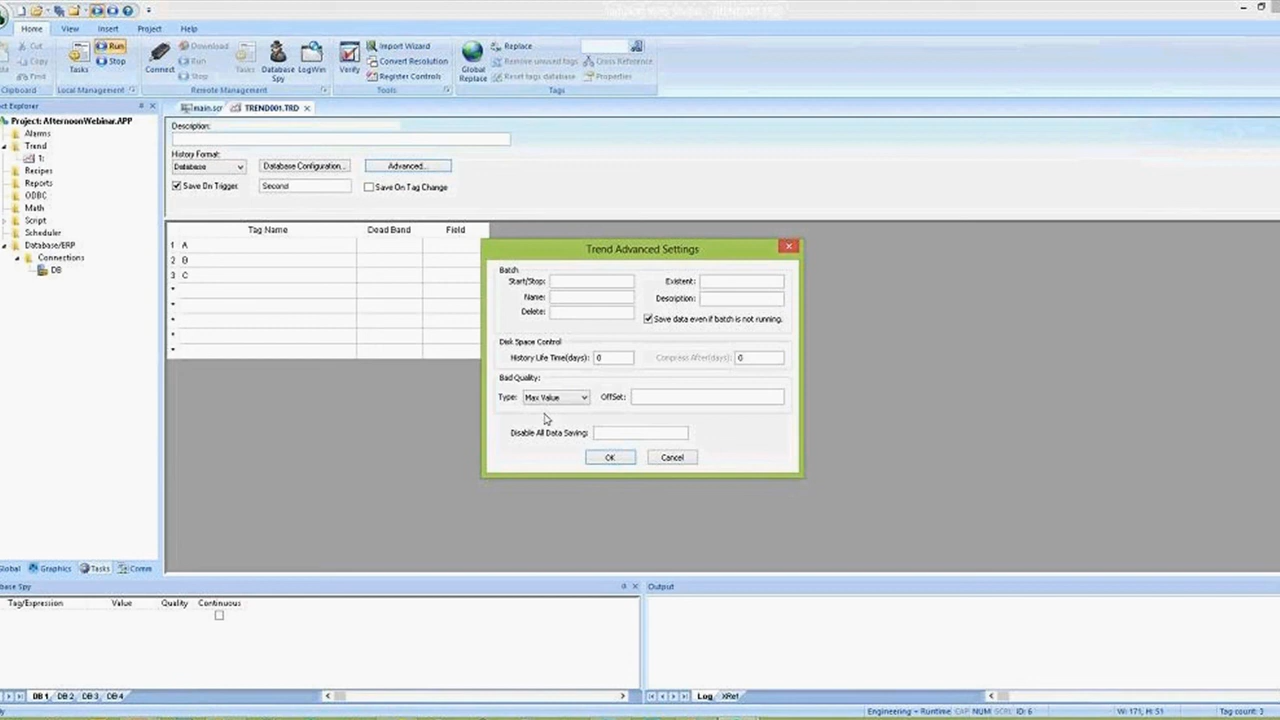 Home View Insert Project Help
Cut
Copy
Find
Clipboard
Tasks
Run
Stop
Local Management
Connect
Download
Run
Stop
Tasks
Database Spy
LogWin
Remote Management
Verify
Import Wizard
Convert Resolution
Register Controls
Tools
Global Replace
Replace
Remove unused tags
Reset tags database
Cross Reference
Properties
Tags
ct Explorer
main.scr TREND001.TRD
Project: AfternoonWebinar.APP
Alarms
Trend
1:
Recipes
Reports
ODBC
Math
Script
Scheduler
Database/ERP
Connections
DB
Description:
History Format:
Database Database Configuration... Advanced...
Save On Trigger Second Save On Tag Change
Tag Name Dead Band Field
1 A
2 B
3 C
*
*
*
*
*
Trend Advanced Settings
Batch
Start/Stop: Existent:
Name: Description:
Delete: Save data even if batch is not running.
Disk Space Control
History Life Time(days): 0 Compress After(days): 0
Bad Quality:
Type: Max Value OffSet:
Disable All Data Saving:
OK Cancel
Global Graphics Tasks Comm
base Spy
Output
Tag/Expression Value Quality Continuous
DB 1 DB 2 DB 3 DB 4
Log XRef
Engineering - Runtime CAP NUM SCRL ID: 6 W: 171, H: 51 Tag count: 3